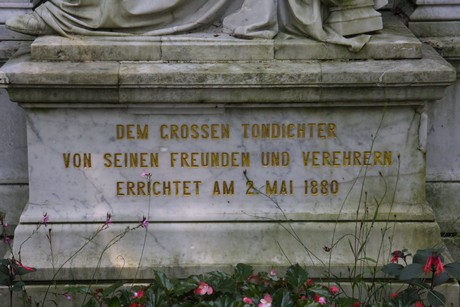 DEM GROSSEN TONDICHTER
VON SEINEN FREUNDEN UND VEREHRERN
ERRICHTET AM 2. MAI 1880